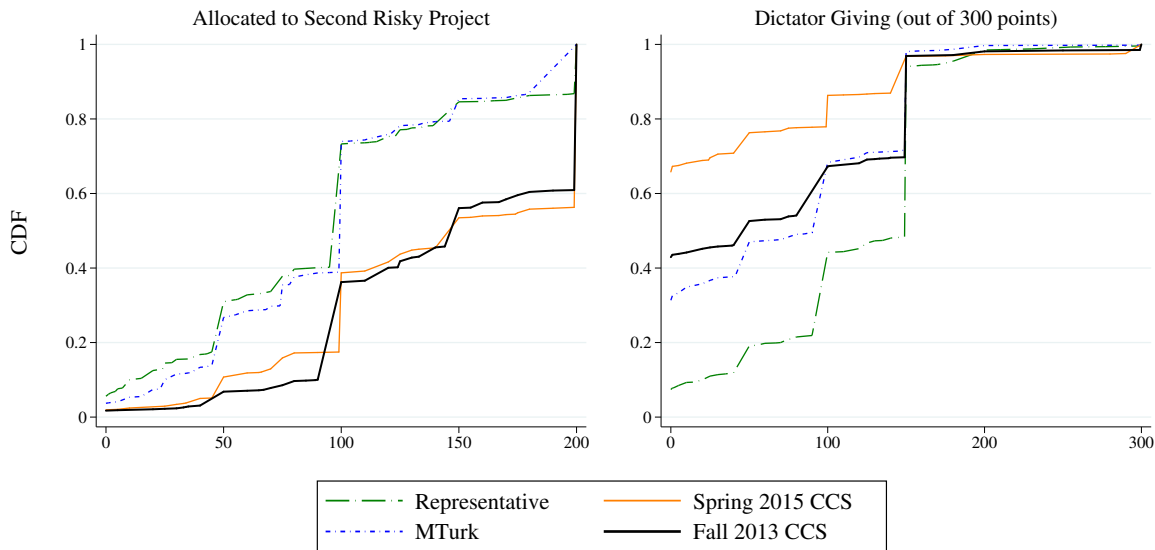 Allocated to Second Risky Project
Dictator Giving (out of 300 points)
CDF
1
0.8
0.6
0.4
0.2
0
0 50 100 150 200
1
0.8
0.6
0.4
0.2
0
0 100 200 300
Representative
Spring 2015 CCS
MTurk
Fall 2013 CCS